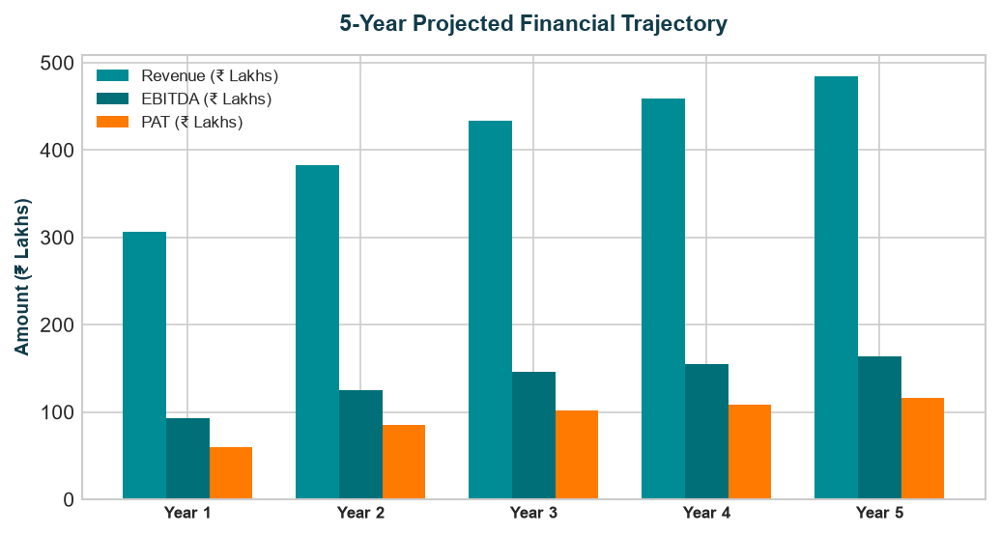 5-Year Projected Financial Trajectory
Revenue (₹ Lakhs)
EBITDA (₹ Lakhs)
PAT (₹ Lakhs)
Amount (₹ Lakhs)
500
400
300
200
100
0
Year 1
Year 2
Year 3
Year 4
Year 5